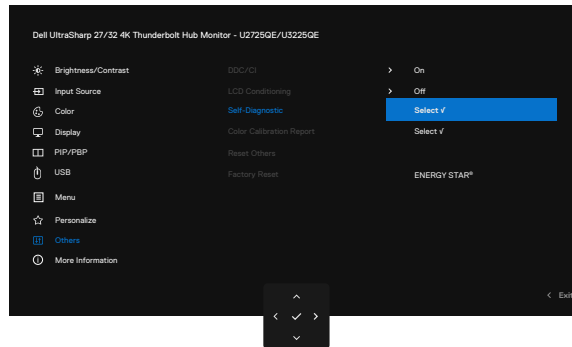 Dell UltraSharp 27/32 4K Thunderbolt Hub Monitor - U2725QE/U3225QE
Brightness/Contrast DDC/CI > On
Input Source LCD Conditioning > Off
Color Self-Diagnostic Select √
Display Color Calibration Report Select √
PIP/PBP Reset Others
USB Factory Reset ENERGY STAR®
Menu
Personalize
Others
More Information
< Exit